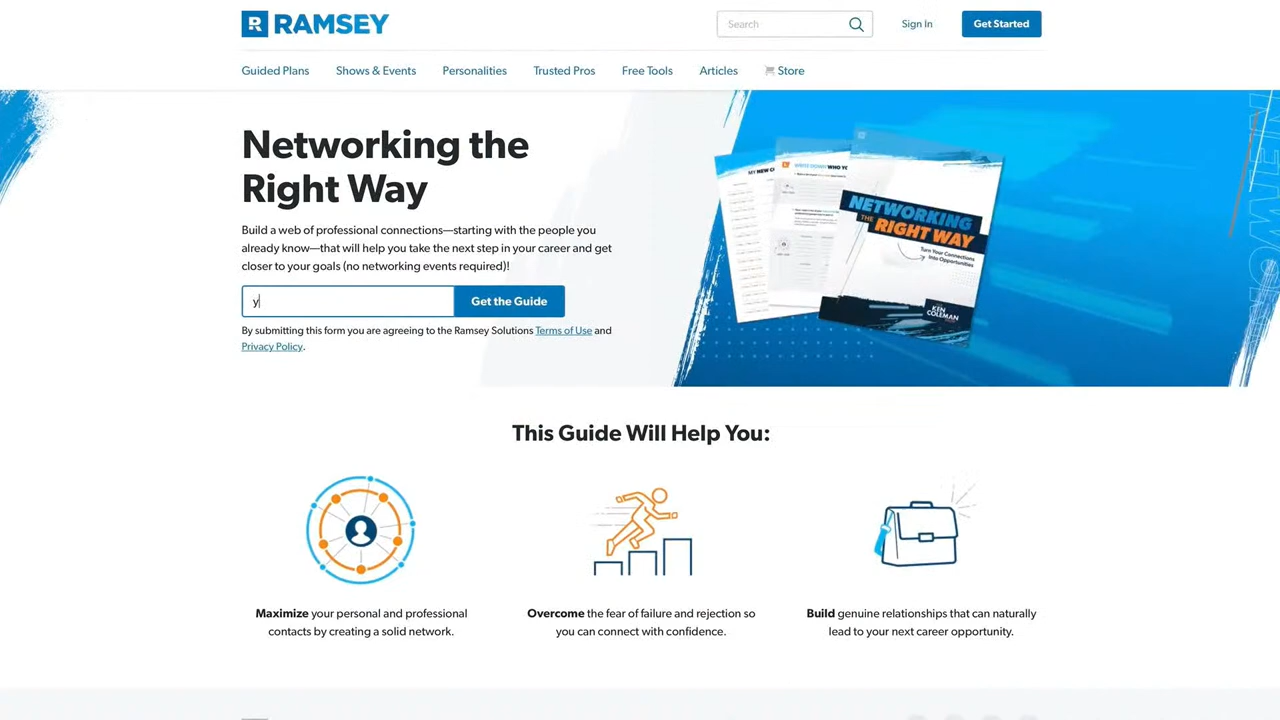 RAMSEY
Search
Sign In
Get Started
Guided Plans
Shows & Events
Personalities
Trusted Pros
Free Tools
Articles
Store
Networking the
Right Way
Build a web of professional connections—starting with the people you
already know—that will help you take the next step in your career and get
closer to your goals (no networking events required)!
y
Get the Guide
By submitting this form you are agreeing to the Ramsey Solutions Terms of Use and
Privacy Policy.
NETWORKING
THE RIGHT WAY
Turn Your Connections
Into Opportunities
KEN
COLEMAN
This Guide Will Help You:
Maximize your personal and professional
contacts by creating a solid network.
Overcome the fear of failure and rejection so
you can connect with confidence.
Build genuine relationships that can naturally
lead to your next career opportunity.